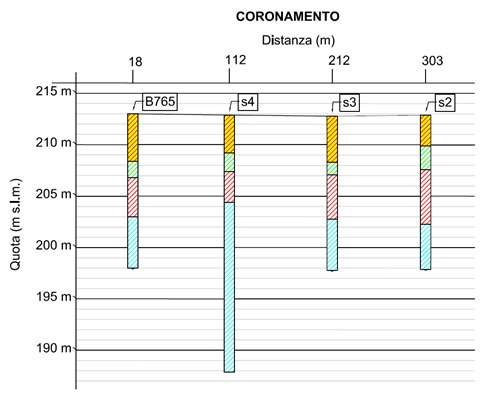 CORONAMENTO
Distanza (m)
18 112 212 303
215 m
B765 s4 s3 s2
210 m
205 m
200 m
195 m
190 m
Quota (m s.l.m.)